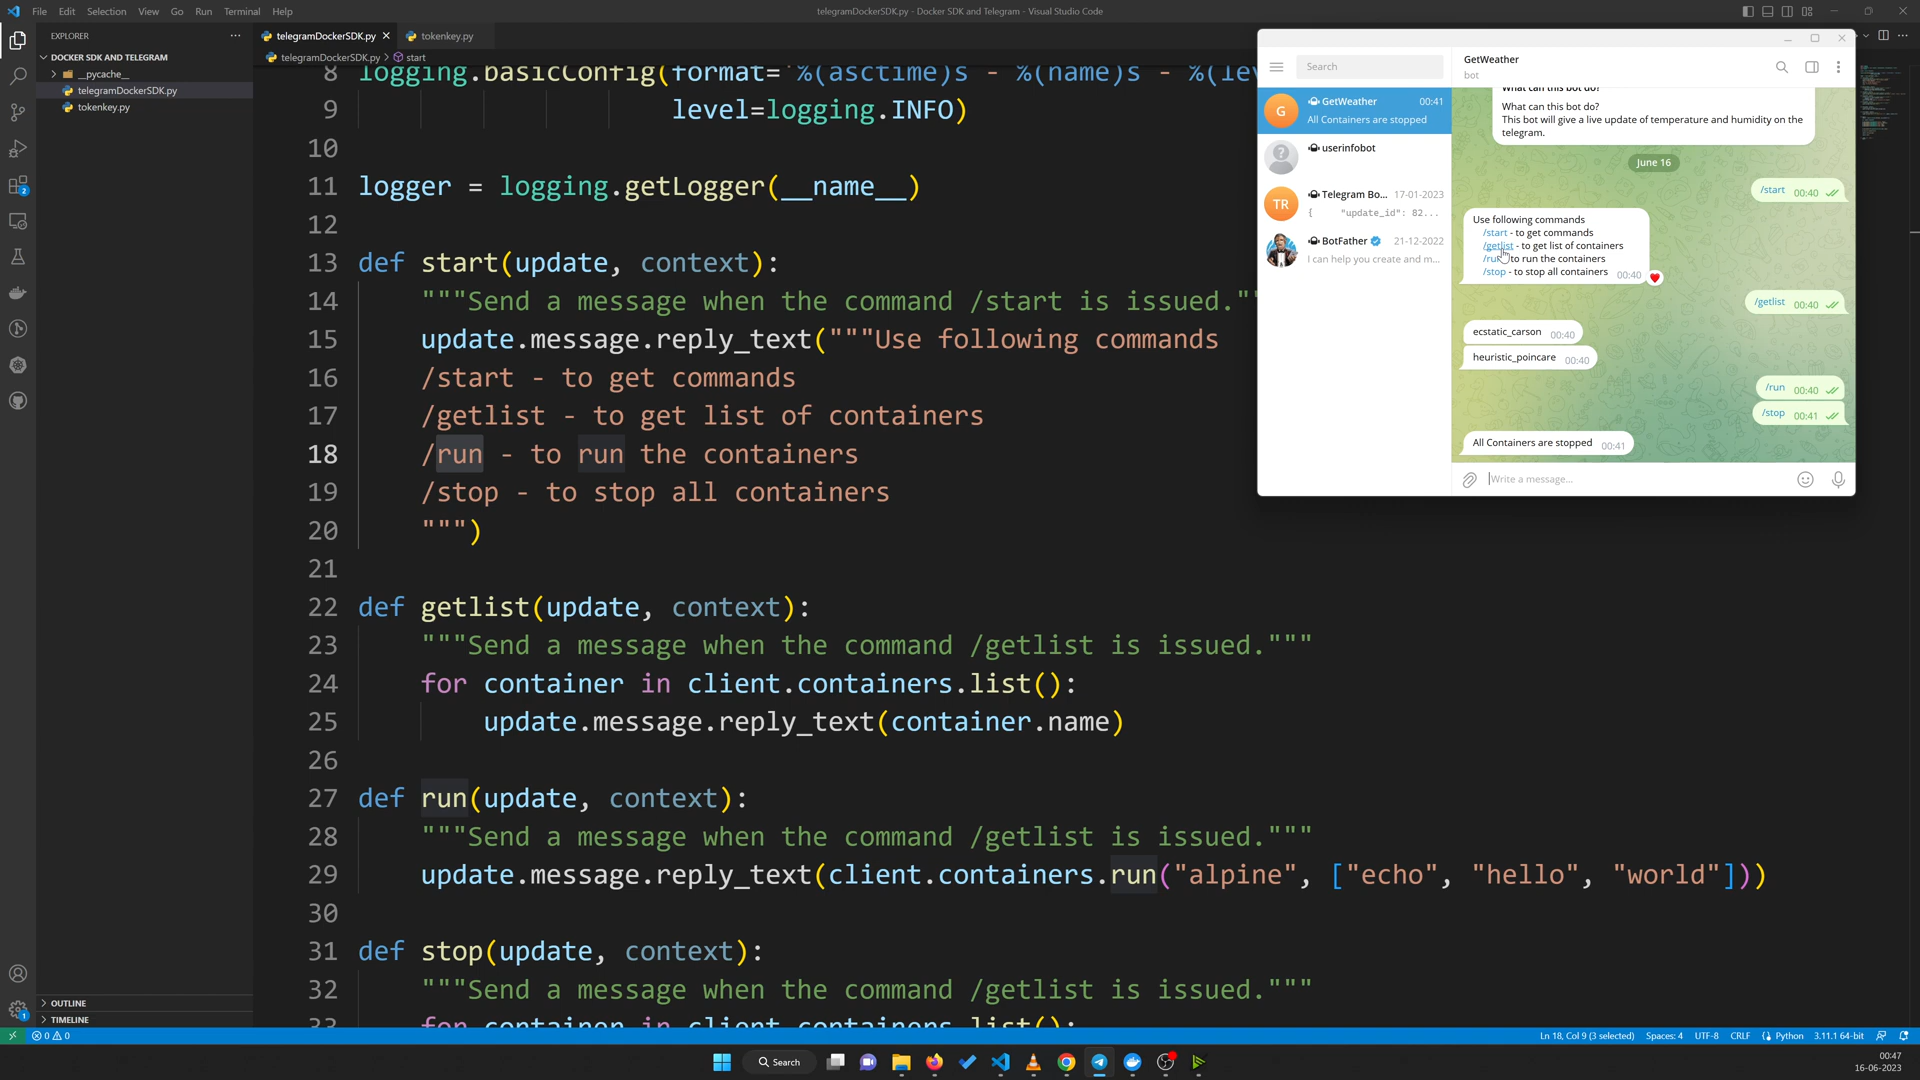 File Edit Selection View Go Run Terminal Help
telegramDockerSDK.py - Docker SDK and Telegram - Visual Studio Code
EXPLORER
DOCKER SDK AND TELEGRAM
__pycache__
telegramDockerSDK.py
tokenkey.py
OUTLINE
TIMELINE
telegramDockerSDK.py
tokenkey.py
telegramDockerSDK.py > start
8 logging.basicConfig(format='%(asctime)s - %(name)s - %(lev
9 level=logging.INFO)
10
11 logger = logging.getLogger(__name__)
12
13 def start(update, context):
14 """Send a message when the command /start is issued."""
15 update.message.reply_text("""Use following commands
16 /start - to get commands
17 /getlist - to get list of containers
18 /run - to run the containers
19 /stop - to stop all containers
20 """)
21
22 def getlist(update, context):
23 """Send a message when the command /getlist is issued."""
24 for container in client.containers.list():
25 update.message.reply_text(container.name)
26
27 def run(update, context):
28 """Send a message when the command /getlist is issued."""
29 update.message.reply_text(client.containers.run("alpine", ["echo", "hello", "world"]))
30
31 def stop(update, context):
32 """Send a message when the command /getlist is issued."""
33 for container in client.containers.list():
Search
GetWeather 00:41
All Containers are stopped
userinfobot
TR
Telegram Bo... 17-01-2023
{ "update_id": 82...
BotFather 21-12-2022
I can help you create and m...
GetWeather
bot
What can this bot do?
What can this bot do?
This bot will give a live update of temperature and humidity on the
telegram.
June 16
/start 00:40
Use following commands
/start - to get commands
/getlist - to get list of containers
/run - to run the containers
/stop - to stop all containers 00:40
/getlist 00:40
ecstatic_carson 00:40
heuristic_poincare 00:40
/run 00:40
/stop 00:41
All Containers are stopped 00:41
Write a message...
G
2
1
0 0
Ln 18, Col 9 (3 selected) Spaces: 4 UTF-8 CRLF Python 3.11.1 64-bit
Search
00:47
16-06-2023